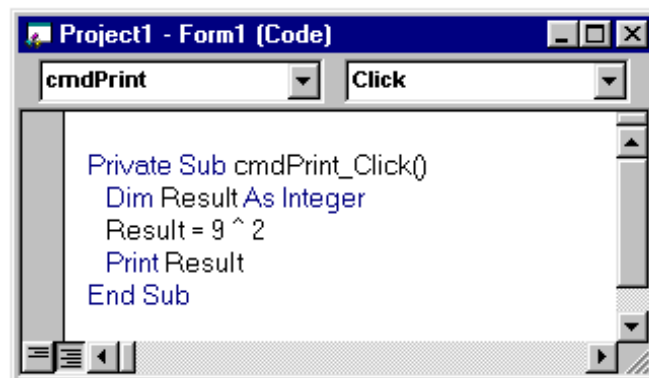 Project1 - Form1 (Code)
cmdPrint Click
Private Sub cmdPrint_Click()
Dim Result As Integer
Result = 9 ^ 2
Print Result
End Sub